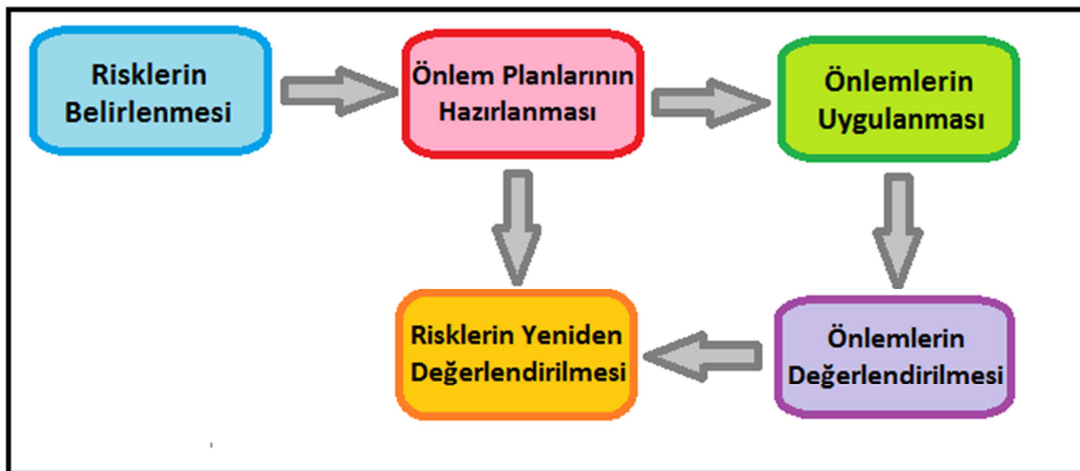 Risklerin
Belirlenmesi
Önlem Planlarının
Hazırlanması
Önlemlerin
Uygulanması
Risklerin Yeniden
Değerlendirilmesi
Önlemlerin
Değerlendirilmesi